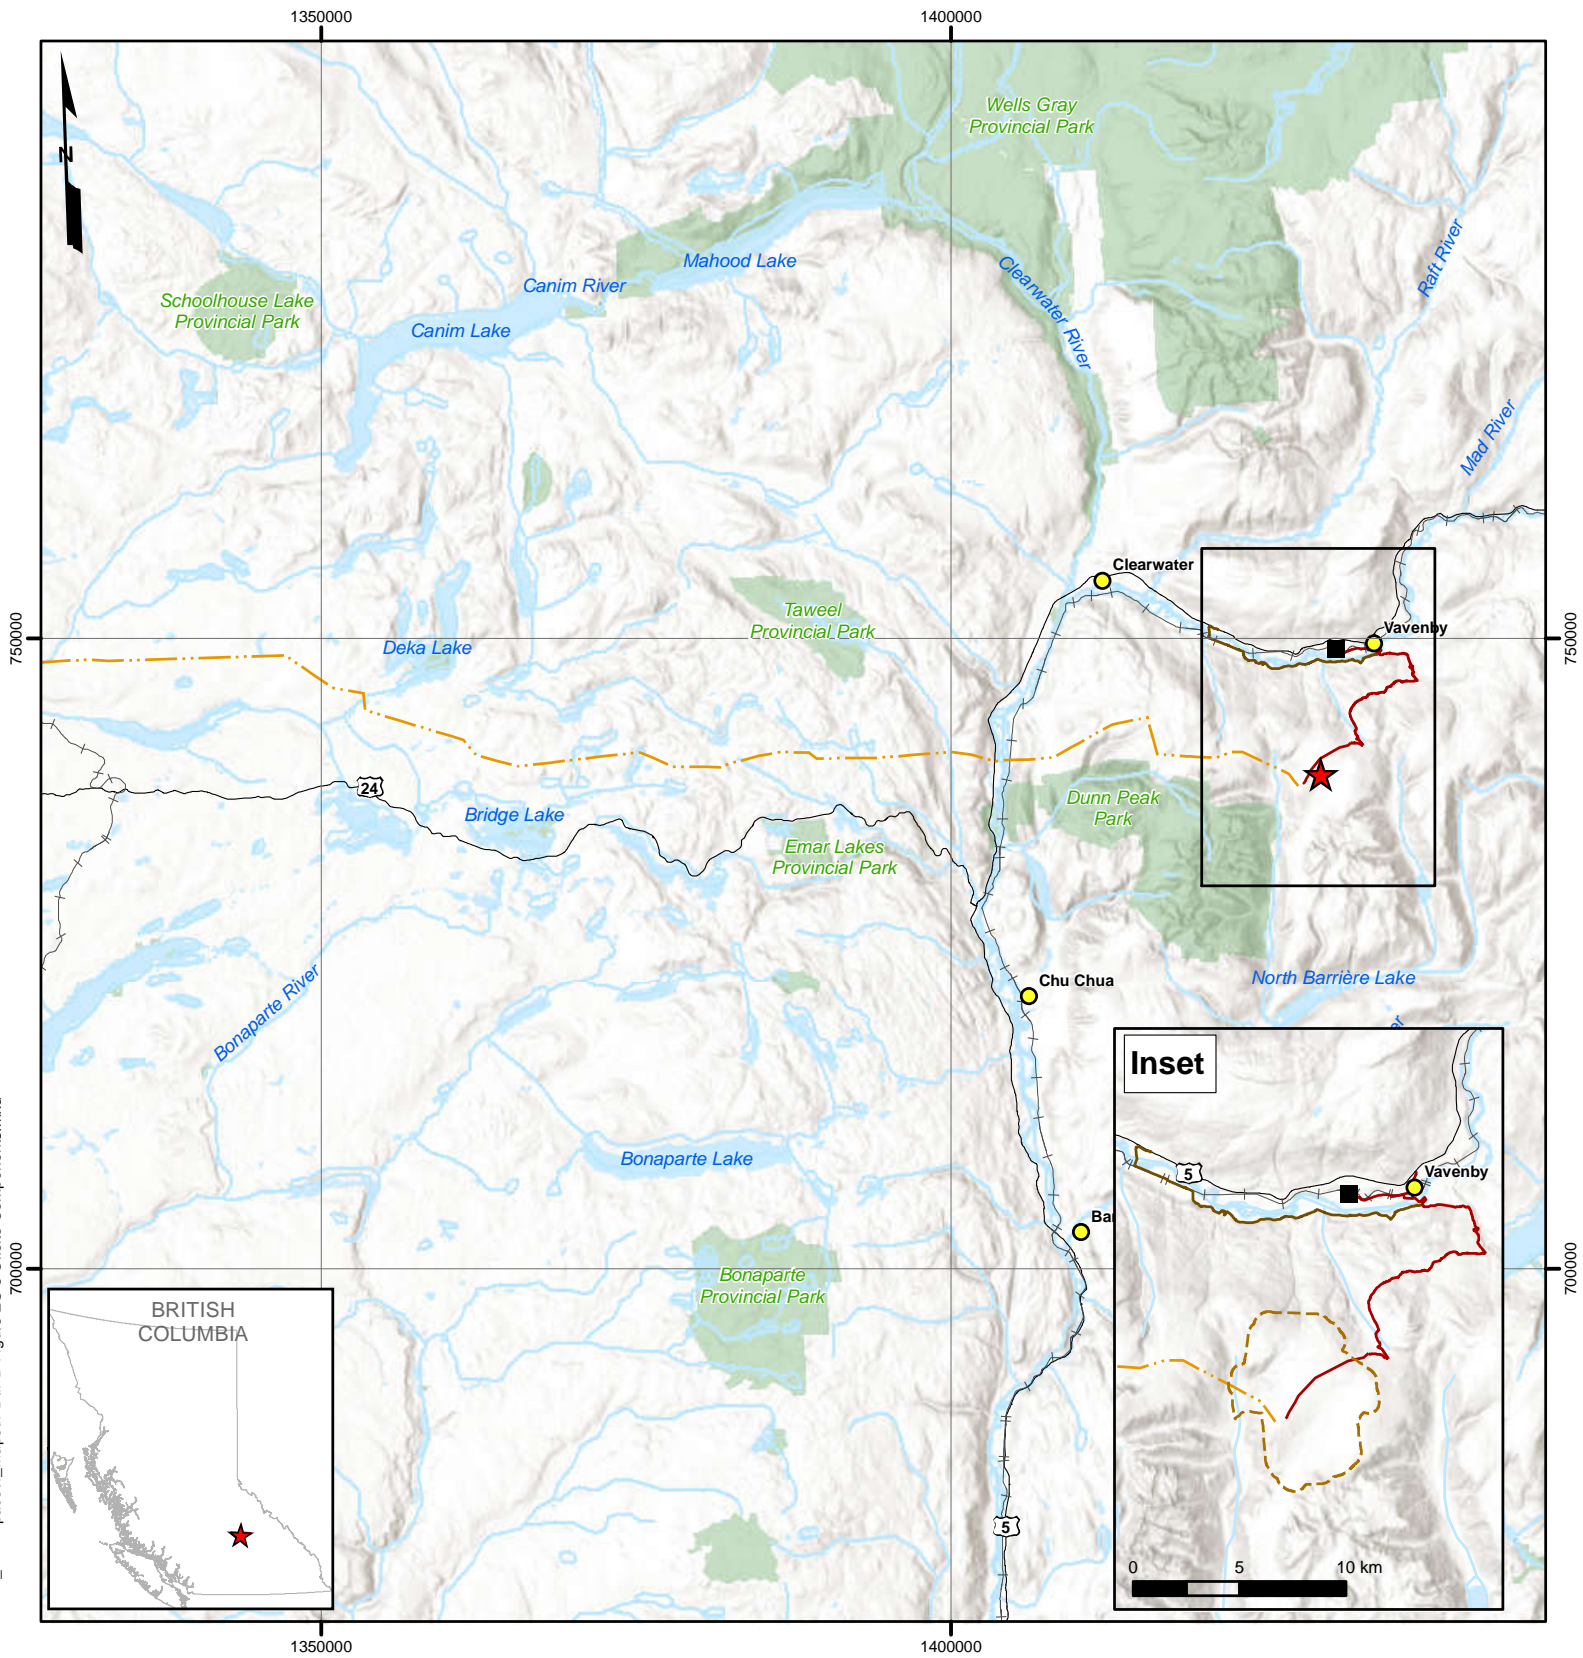 1350000
1400000
Wells Gray
Provincial Park
N
Raft River
Mahood Lake
Clearwater River
Canim River
Schoolhouse Lake
Provincial Park
Canim Lake
Mad River
Clearwater
Taweel
Provincial Park
Vavenby
750000
750000
Deka Lake
24
Bridge Lake
Dunn Peak
Park
Emar Lakes
Provincial Park
North Barrière Lake
Chu Chua
Bonaparte River
er
Inset
Bonaparte Lake
5
Vavenby
Bar
700000
700000
Bonaparte
Provincial Park
BRITISH
COLUMBIA
5
0 5 10 km
1350000
1400000